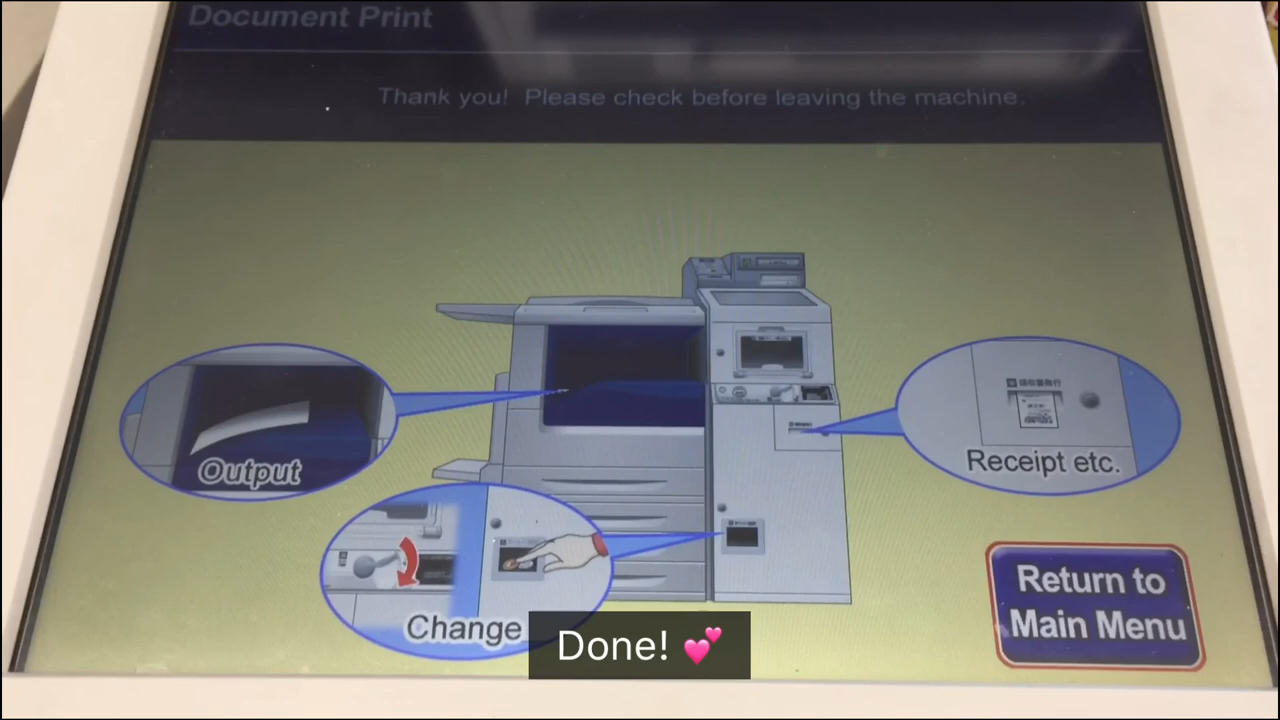 Document Print
Thank you! Please check before leaving the machine.
Output
Receipt etc.
Change
Return to
Main Menu
Done! 💕